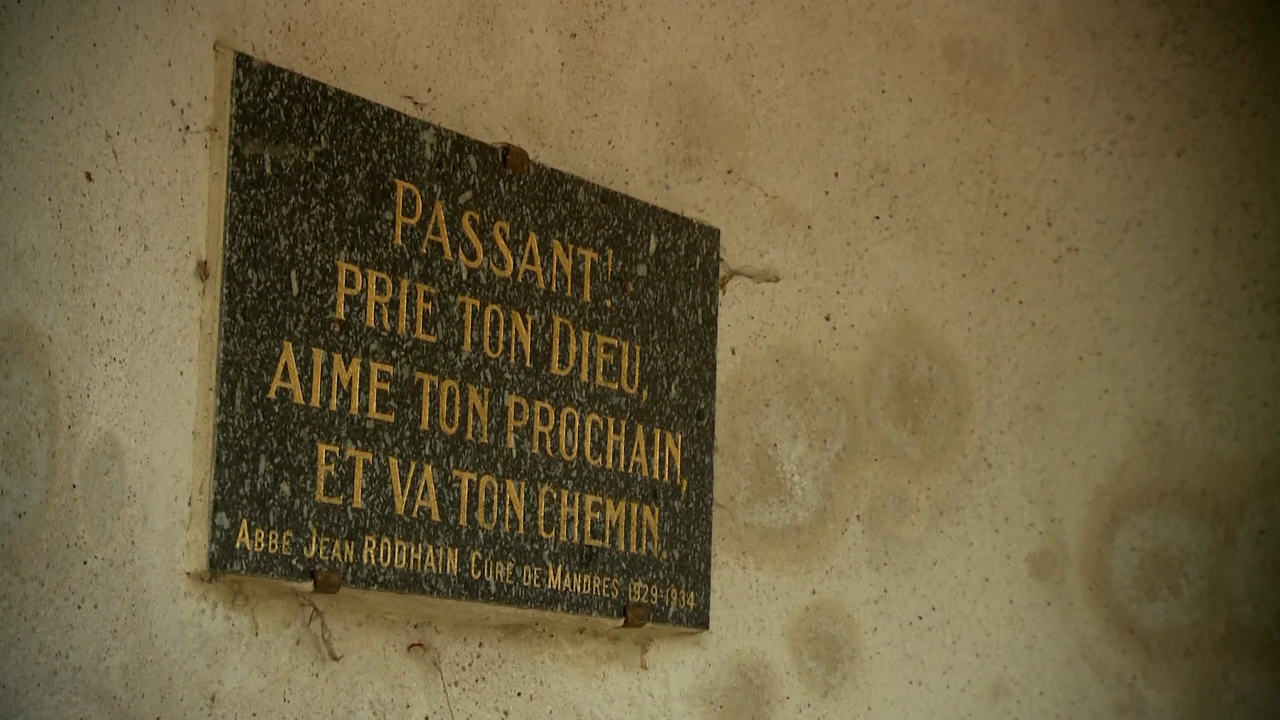 PASSANT!
PRIE TON DIEU,
AIME TON PROCHAIN,
ET VA TON CHEMIN.
ABBÉ JEAN RODHAIN CURÉ DE MANDRES 1929-1934